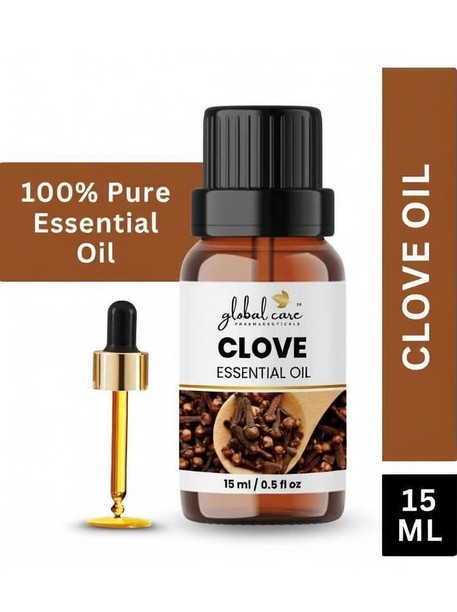 100% Pure
Essential
Oil
global care ™
PHARMACEUTICALS
CLOVE
ESSENTIAL OIL
15 ml / 0.5 fl oz
CLOVE OIL
15
ML